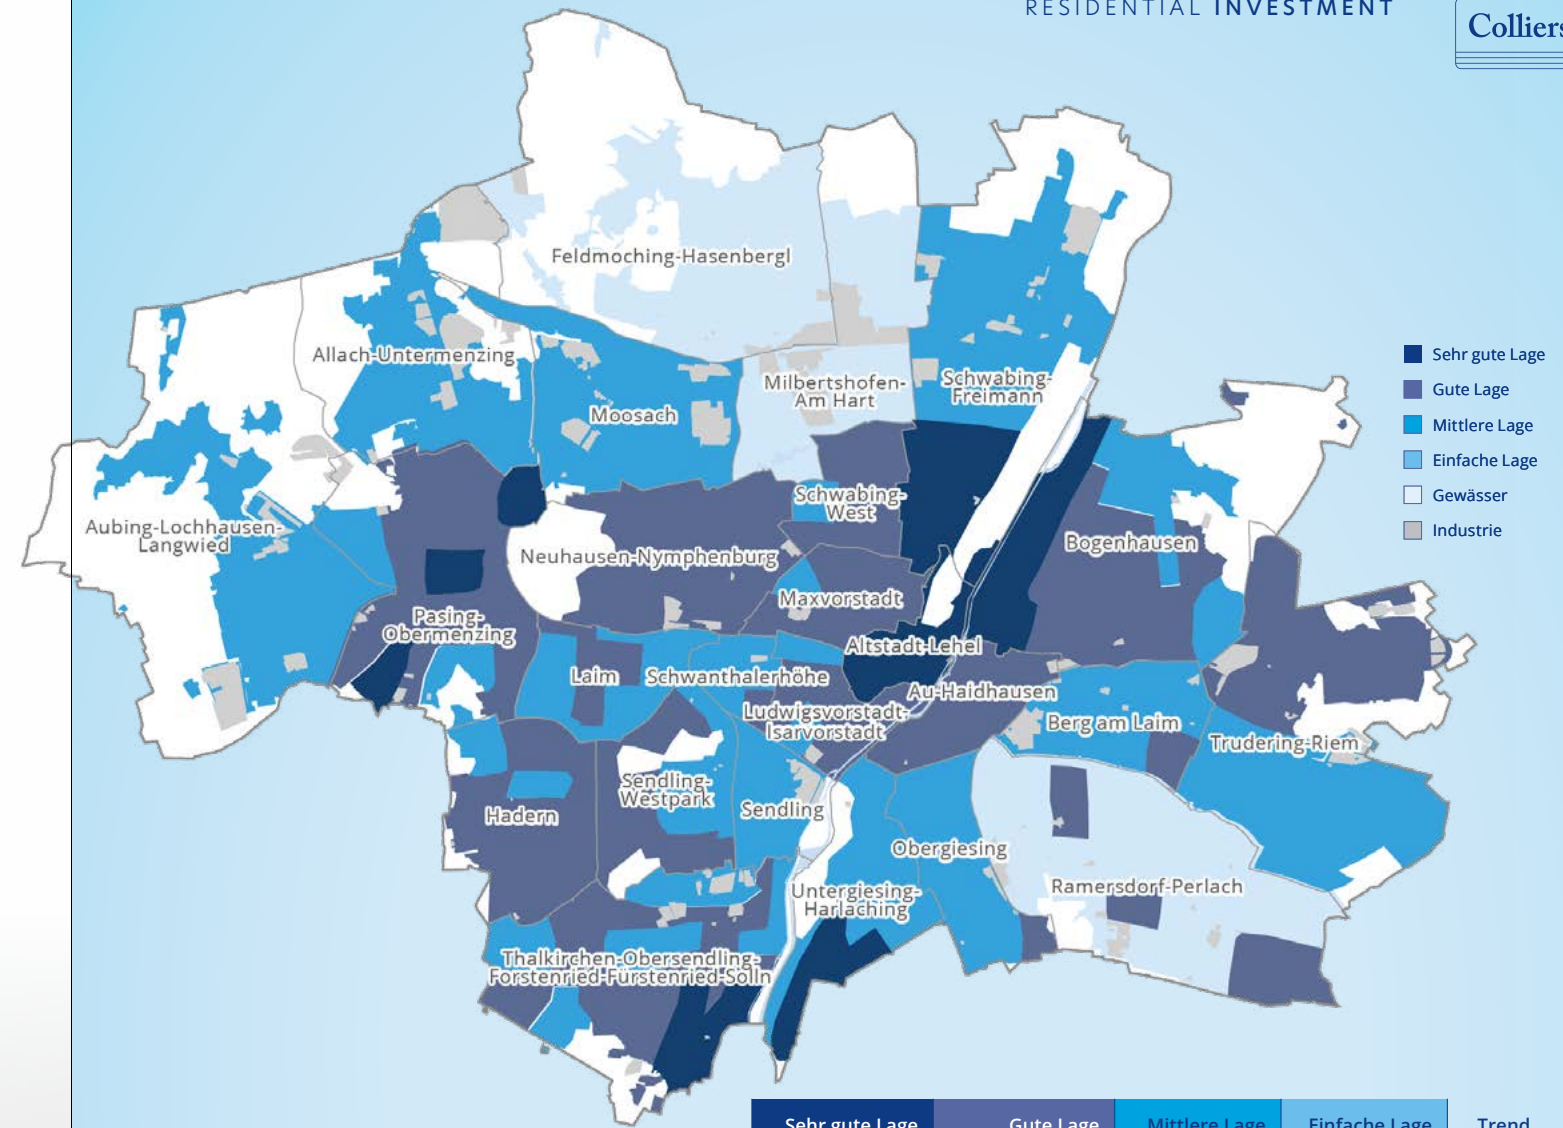 RESIDENTIAL INVESTMENT
Colliers
Feldmoching-Hasenbergl
Allach-Untermenzing
Milbertshofen-
Am Hart
Schwabing-
Freimann
Moosach
Sehr gute Lage
Gute Lage
Mittlere Lage
Einfache Lage
Gewässer
Industrie
Aubing-Lochhausen-
Langwied
Schwabing-
West
Neuhausen-Nymphenburg
Bogenhausen
Maxvorstadt
Pasing-
Obermenzing
Altstadt-Lehel
Laim
Schwanthalerhöhe
Au-Haidhausen
Ludwigsvorstadt-
Isarvorstadt
Berg am Laim
Trudering-Riem
Sendling-
Westpark
Sendling
Hadern
Obergiesing
Untergiesing-
Harlaching
Ramersdorf-Perlach
Thalkirchen-Obersendling-
Forstenried-Fürstenried-Solln
Sehr gute Lage Gute Lage Mittlere Lage Einfache Lage Trend